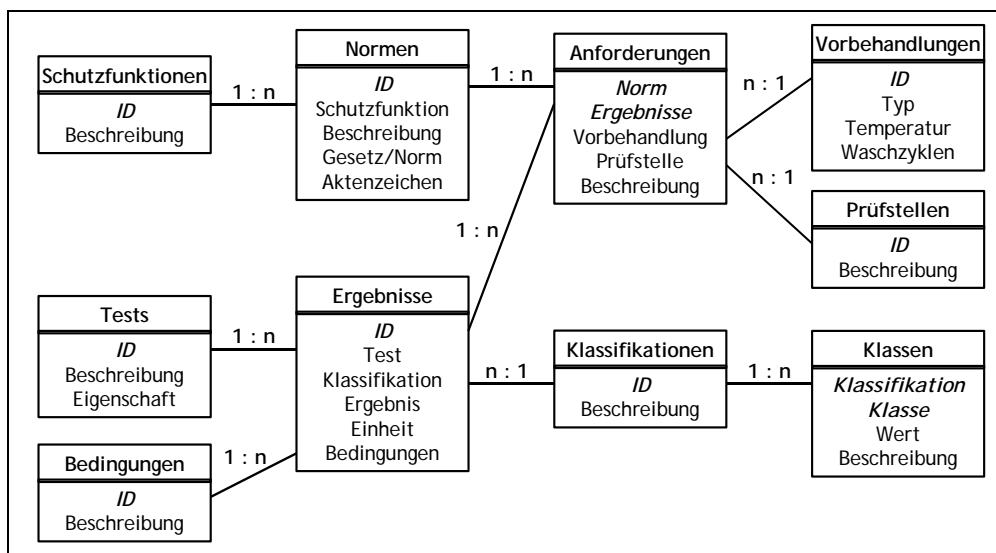 Schutzfunktionen
ID
Beschreibung
1 : n
Normen
ID
Schutzfunktion
Beschreibung
Gesetz/Norm
Aktenzeichen
1 : n
Anforderungen
Norm
Ergebnisse
Vorbehandlung
Prüfstelle
Beschreibung
n : 1
Vorbehandlungen
ID
Typ
Temperatur
Waschzyklen
n : 1
Prüfstellen
ID
Beschreibung
1 : n
Tests
ID
Beschreibung
Eigenschaft
1 : n
Ergebnisse
ID
Test
Klassifikation
Ergebnis
Einheit
Bedingungen
n : 1
Klassifikationen
ID
Beschreibung
1 : n
Klassen
Klassifikation
Klasse
Wert
Beschreibung
Bedingungen
ID
Beschreibung
1 : n